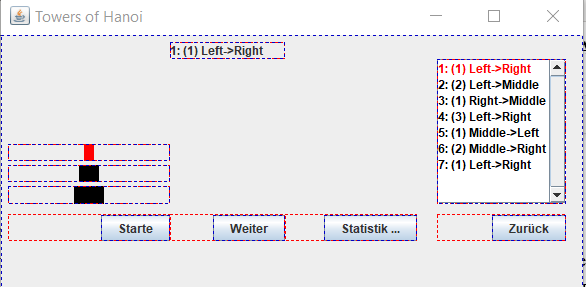 Towers of Hanoi
1: (1) Left->Right
1: (1) Left->Right
2: (2) Left->Middle
3: (1) Right->Middle
4: (3) Left->Right
5: (1) Middle->Left
6: (2) Middle->Right
7: (1) Left->Right
Starte
Weiter
Statistik ...
Zurück